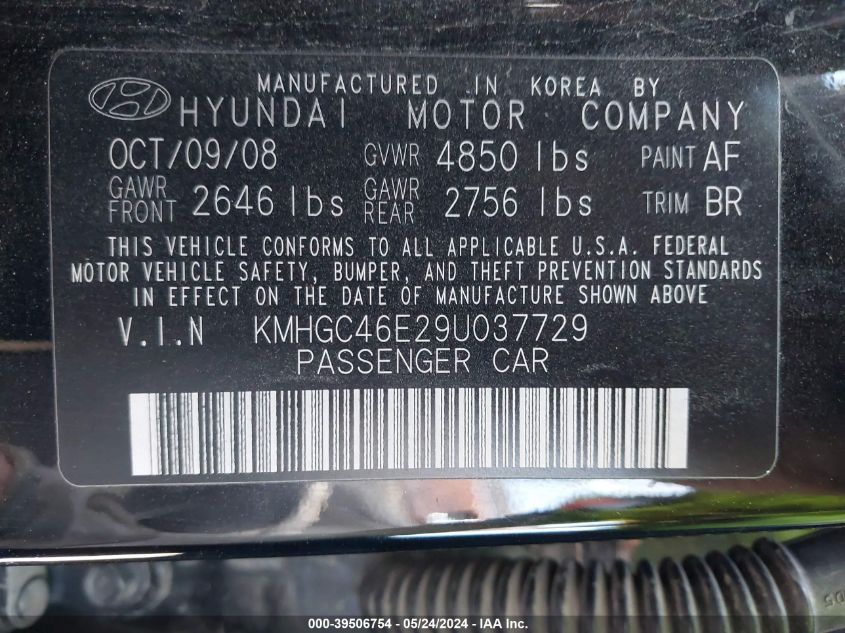 MANUFACTURED IN KOREA BY
HYUNDAI MOTOR COMPANY
OCT/09/08 GVWR 4850 lbs PAINT AF
GAWR FRONT 2646 lbs GAWR REAR 2756 lbs TRIM BR
THIS VEHICLE CONFORMS TO ALL APPLICABLE U.S.A. FEDERAL
MOTOR VEHICLE SAFETY, BUMPER, AND THEFT PREVENTION STANDARDS
IN EFFECT ON THE DATE OF MANUFACTURE SHOWN ABOVE
V.I.N KMHGC46E29U037729
PASSENGER CAR
000-39506754 - 05/24/2024 - IAA Inc.